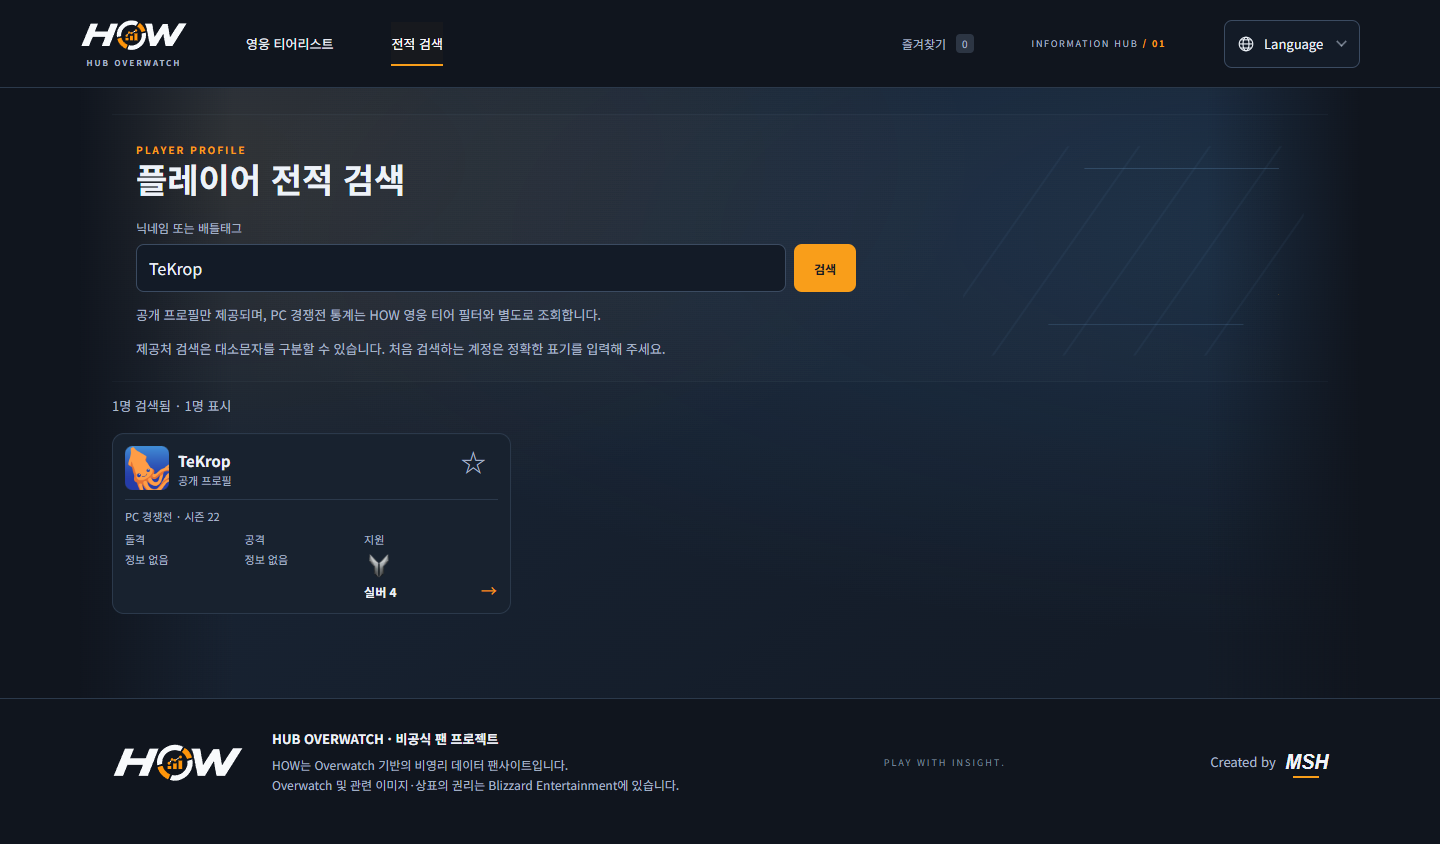 HOW
HUB OVERWATCH
영웅 티어리스트
전적 검색
즐겨찾기 0
INFORMATION HUB / 01
Language
PLAYER PROFILE
플레이어 전적 검색
닉네임 또는 배틀태그
TeKrop
검색
공개 프로필만 제공되며, PC 경쟁전 통계는 HOW 영웅 티어 필터와 별도로 조회합니다.
제공처 검색은 대소문자를 구분할 수 있습니다. 처음 검색하는 계정은 정확한 표기를 입력해 주세요.
1명 검색됨 · 1명 표시
TeKrop
공개 프로필
PC 경쟁전 · 시즌 22
돌격 공격 지원
정보 없음 정보 없음
실버 4 →
HOW
HUB OVERWATCH · 비공식 팬 프로젝트
HOW는 Overwatch 기반의 비영리 데이터 팬사이트입니다.
Overwatch 및 관련 이미지·상표의 권리는 Blizzard Entertainment에 있습니다.
PLAY WITH INSIGHT.
Created by MSH